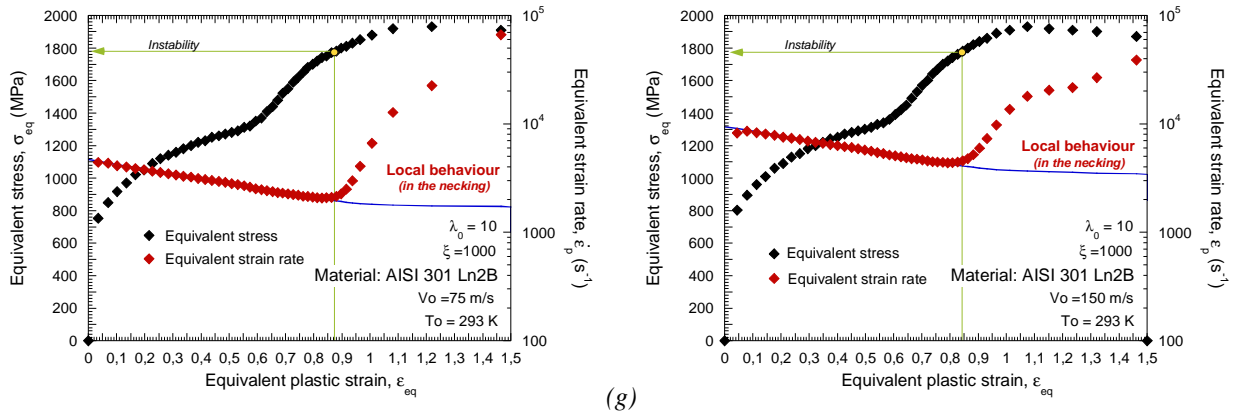 2000
1800
1600
1400
1200
1000
800
600
400
200
0
Equivalent stress, σeq (MPa)
Instability
10^5
10^4
1000
100
Equivalent strain rate, ε̇p (s^-1)
Local behaviour
(in the necking)
λ0 = 10
ξ =1000
Equivalent stress
Equivalent strain rate
Material: AISI 301 Ln2B
Vo =75 m/s
To = 293 K
0 0,1 0,2 0,3 0,4 0,5 0,6 0,7 0,8 0,9 1 1,1 1,2 1,3 1,4 1,5
Equivalent plastic strain, εeq
(g)
2000
1800
1600
1400
1200
1000
800
600
400
200
0
Equivalent stress, σeq (MPa)
Instability
10^5
10^4
1000
100
Equivalent strain rate, ε̇p (s^-1)
Local behaviour
(in the necking)
λ0 = 10
ξ =1000
Equivalent stress
Equivalent strain rate
Material: AISI 301 Ln2B
Vo =150 m/s
To = 293 K
0 0,1 0,2 0,3 0,4 0,5 0,6 0,7 0,8 0,9 1 1,1 1,2 1,3 1,4 1,5
Equivalent plastic strain, εeq